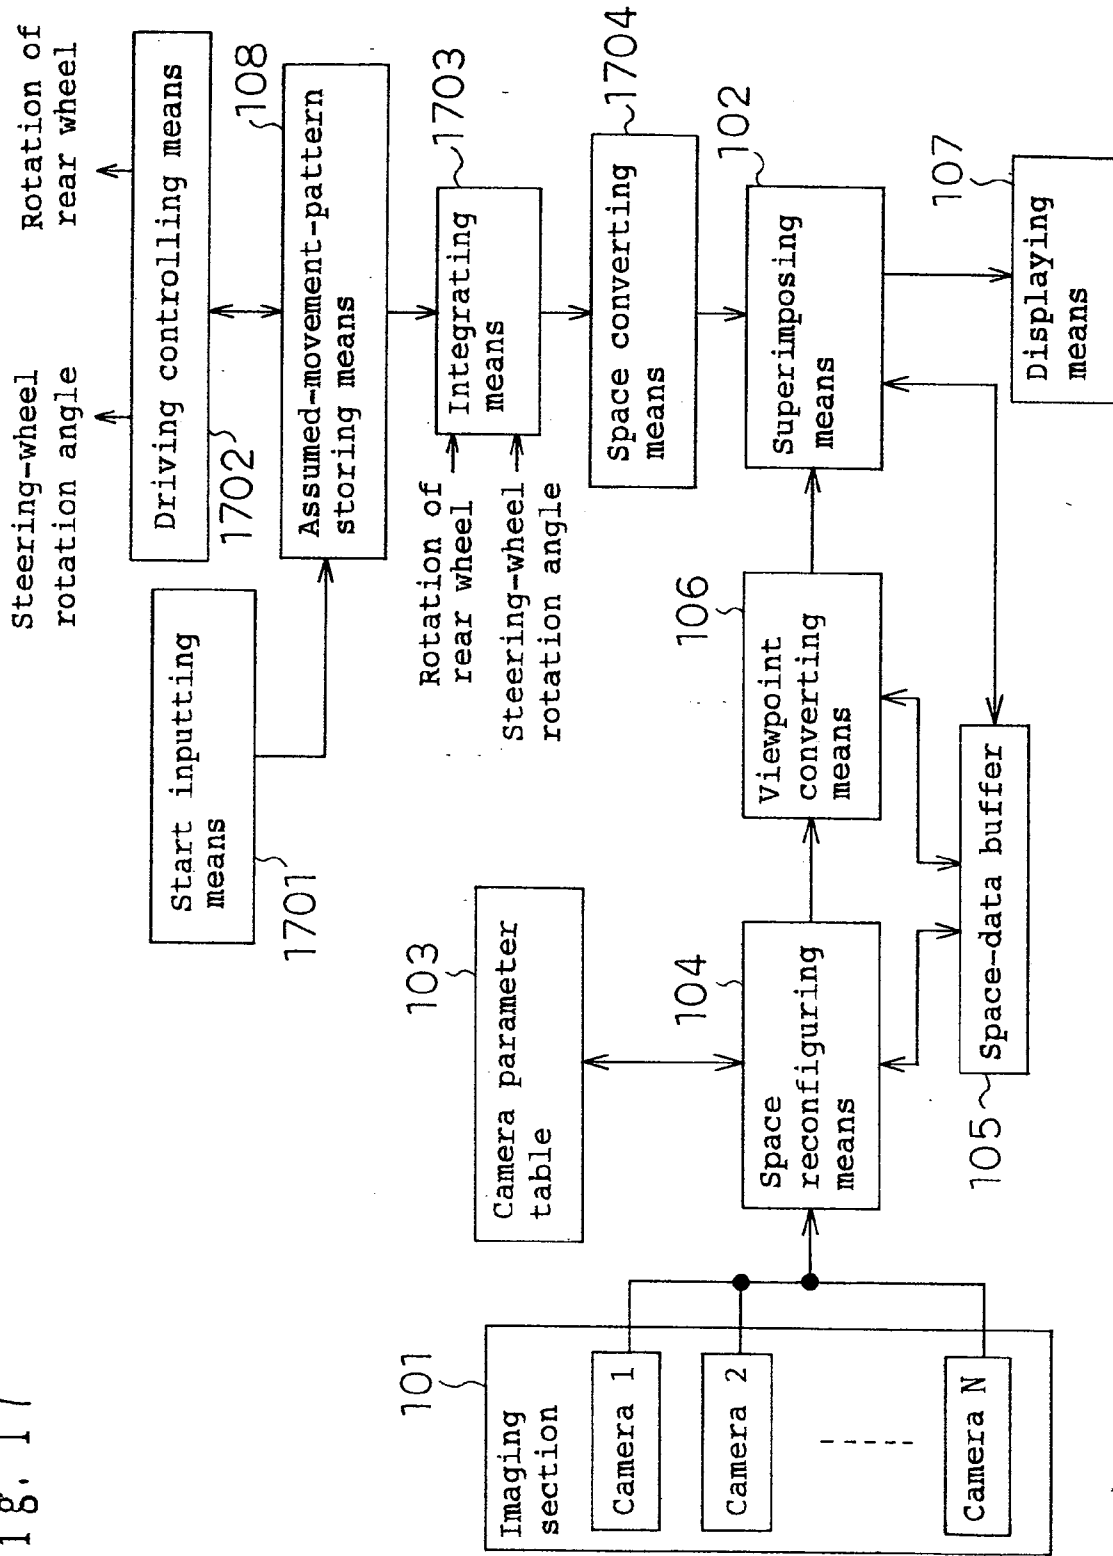 ig. 17
Steering-wheel
rotation angle
Rotation of
rear wheel
Driving controlling means
1702
Start inputting
means
1701
108
Assumed-movement-pattern
storing means
Rotation of
rear wheel
Steering-wheel
rotation angle
Integrating
means
1703
Space converting
means
1704
Camera parameter
table
103
101
Imaging
section
Camera 1
Camera 2
Camera N
104
Space
reconfiguring
means
106
Viewpoint
converting
means
102
Superimposing
means
105
Space-data buffer
107
Displaying
means